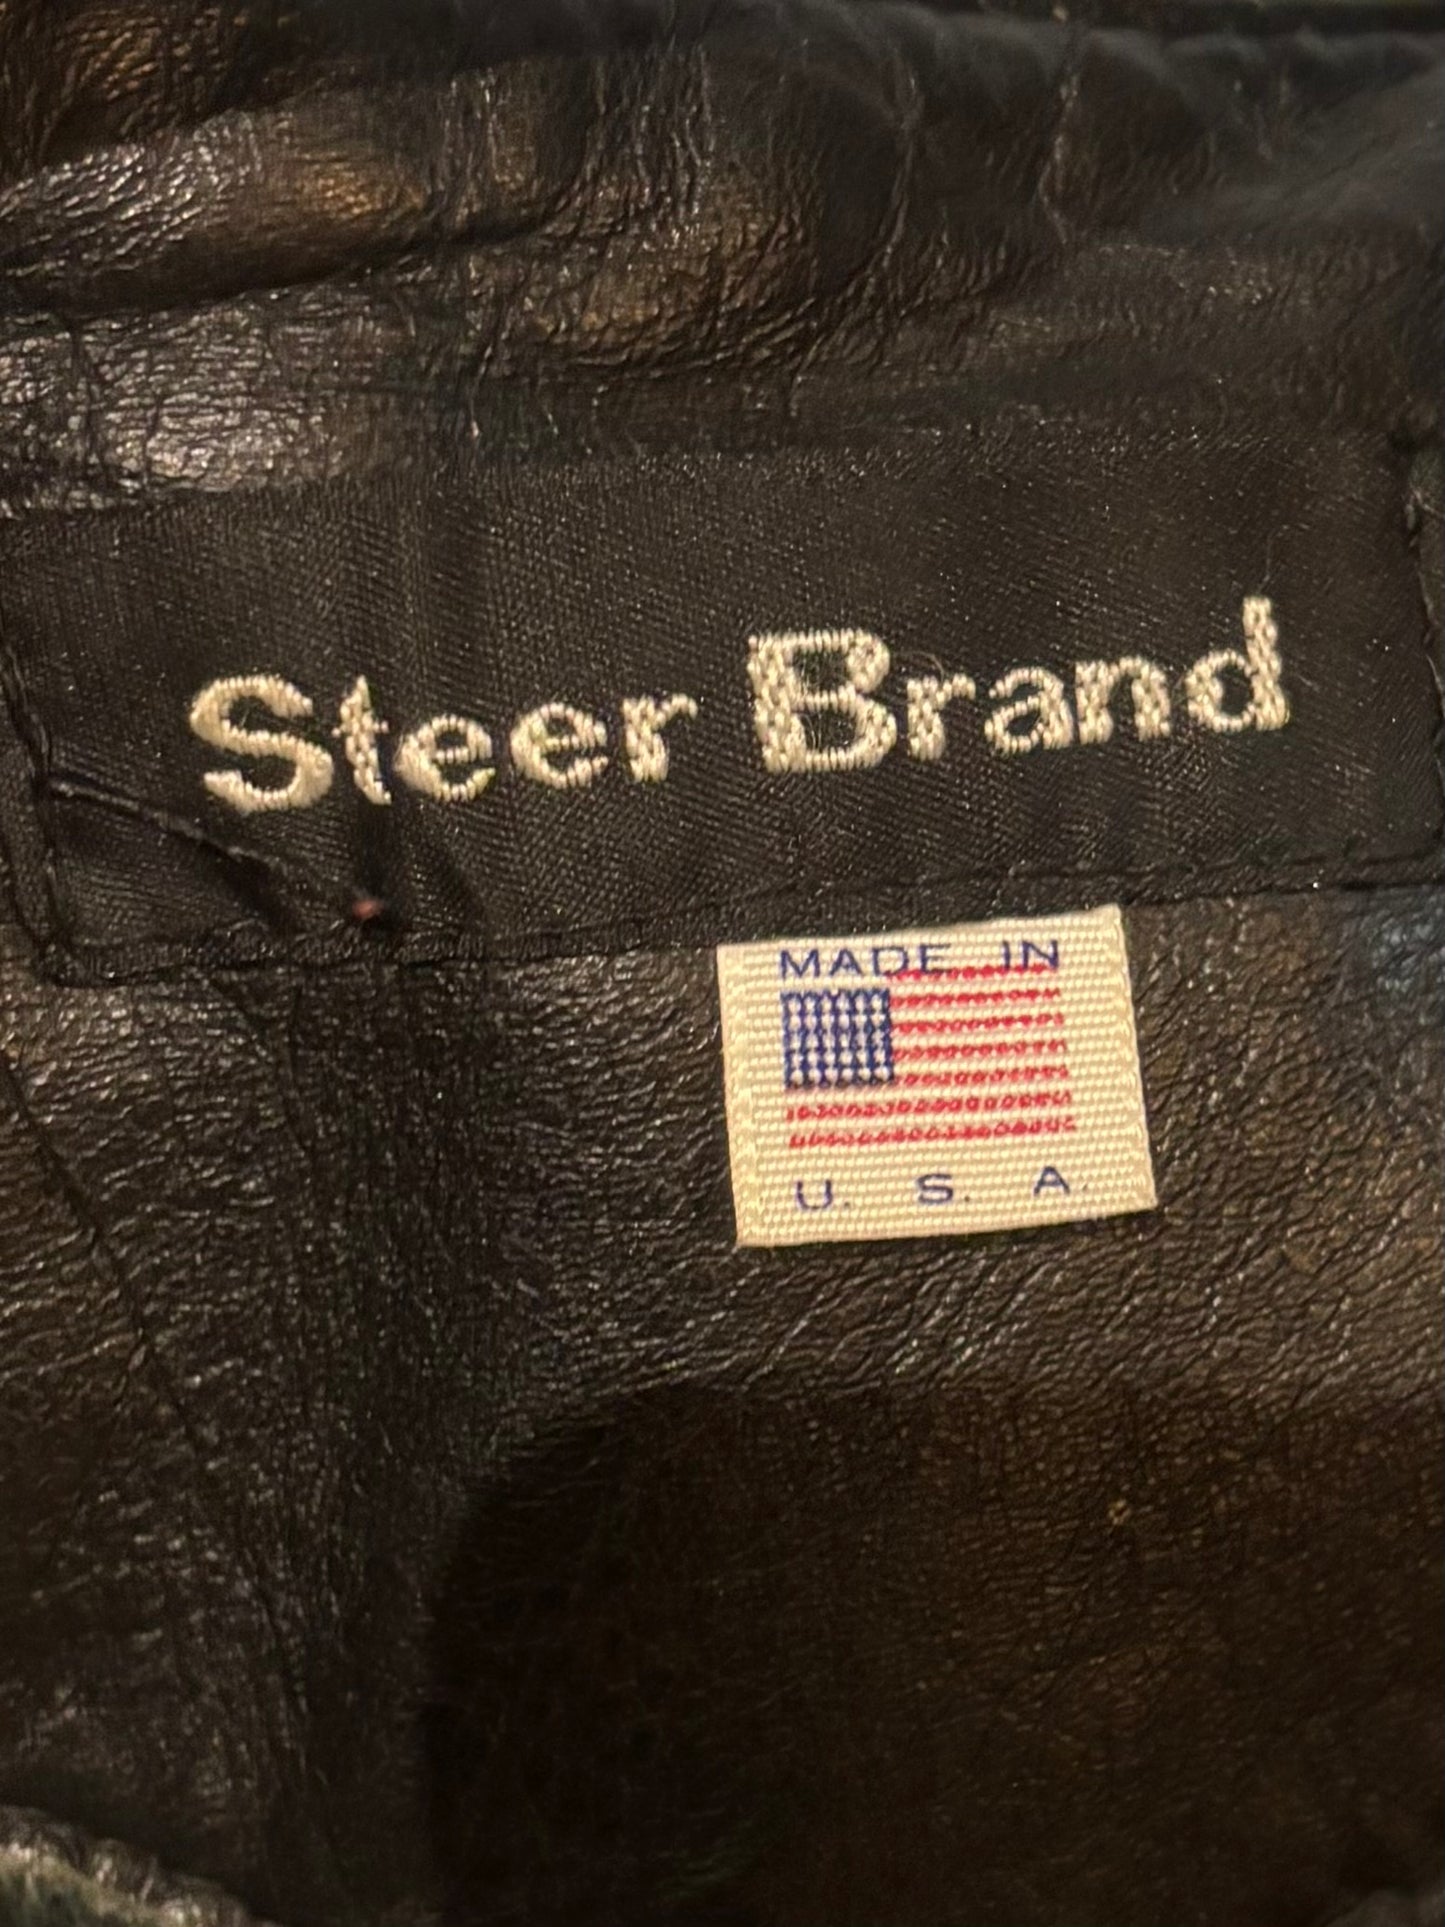 Steer Brand
MADE IN
U. S. A.